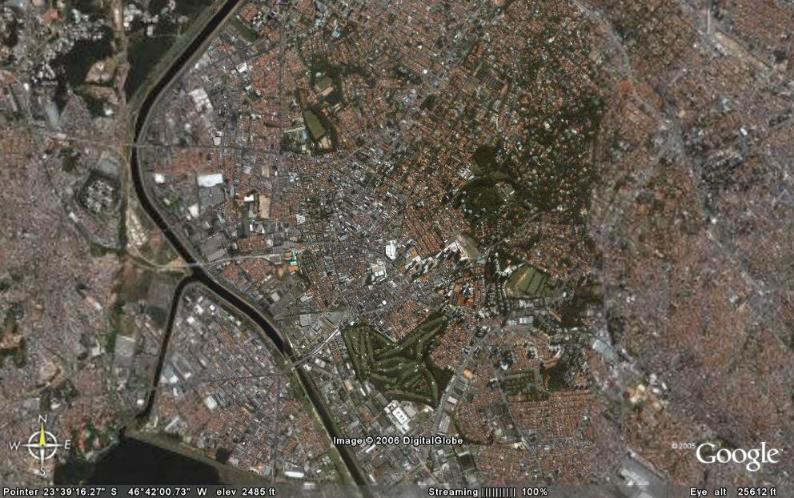 N
W E
S
Image © 2006 DigitalGlobe
© 2005 Google
Pointer 23°39'16.27" S 46°42'00.73" W elev 2485 ft Streaming |||||||||| 100% Eye alt 25612 ft